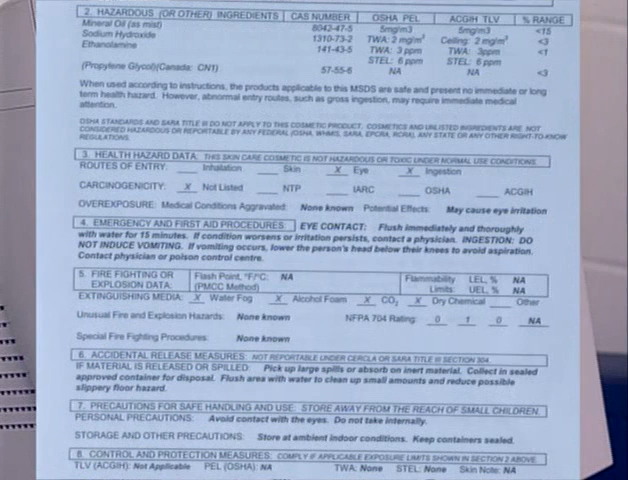 2. HAZARDOUS (OR OTHER) INGREDIENTS CAS NUMBER OSHA PEL ACGIH TLV % RANGE
Mineral Oil (as mist) 8042-47-5 5mg/m3 5mg/m3 <15
Sodium Hydroxide 1310-73-2 TWA: 2 mg/m³ Ceiling: 2 mg/m³ <3
Ethanolamine 141-43-5 TWA: 3 ppm TWA: 3ppm <1
STEL: 6 ppm STEL: 6 ppm
(Propylene Glycol)(Canada: CN1) 57-55-6 NA NA <3
When used according to instructions, the products applicable to this MSDS are safe and present no immediate or long
term health hazard. However, abnormal entry routes, such as gross ingestion, may require immediate medical
attention.
OSHA STANDARDS AND SARA TITLE III DO NOT APPLY TO THIS COSMETIC PRODUCT. COSMETICS AND UNLISTED INGREDIENTS ARE NOT
CONSIDERED HAZARDOUS OR REPORTABLE BY ANY FEDERAL (OSHA, WHMIS, SARA, EPCRA, RCRA), ANY STATE OR ANY OTHER RIGHT-TO-KNOW
REGULATIONS.
3. HEALTH HAZARD DATA: THIS SKIN CARE COSMETIC IS NOT HAZARDOUS OR TOXIC UNDER NORMAL USE CONDITIONS.
ROUTES OF ENTRY: ___ Inhalation ___ Skin X Eye X Ingestion
CARCINOGENICITY: X Not Listed ___ NTP ___ IARC ___ OSHA ___ ACGIH
OVEREXPOSURE: Medical Conditions Aggravated: None known Potential Effects: May cause eye irritation
4. EMERGENCY AND FIRST AID PROCEDURES: EYE CONTACT: Flush immediately and thoroughly
with water for 15 minutes. If condition worsens or irritation persists, contact a physician. INGESTION: DO
NOT INDUCE VOMITING. If vomiting occurs, lower the person's head below their knees to avoid aspiration.
Contact physician or poison control centre.
5. FIRE FIGHTING OR Flash Point, °F/°C: NA Flammability LEL, % NA
EXPLOSION DATA: (PMCC Method) Limits: UEL, % NA
EXTINGUISHING MEDIA: X Water Fog X Alcohol Foam X CO₂ X Dry Chemical ___ Other
Unusual Fire and Explosion Hazards: None known NFPA 704 Rating: 0 1 0 NA
Special Fire Fighting Procedures: None known
6. ACCIDENTAL RELEASE MEASURES: NOT REPORTABLE UNDER CERCLA OR SARA TITLE III SECTION 304.
IF MATERIAL IS RELEASED OR SPILLED: Pick up large spills or absorb on inert material. Collect in sealed
approved container for disposal. Flush area with water to clean up small amounts and reduce possible
slippery floor hazard.
7. PRECAUTIONS FOR SAFE HANDLING AND USE: STORE AWAY FROM THE REACH OF SMALL CHILDREN.
PERSONAL PRECAUTIONS: Avoid contact with the eyes. Do not take internally.
STORAGE AND OTHER PRECAUTIONS: Store at ambient indoor conditions. Keep containers sealed.
8. CONTROL AND PROTECTION MEASURES: COMPLY IF APPLICABLE EXPOSURE LIMITS SHOWN IN SECTION 2 ABOVE.
TLV (ACGIH): Not Applicable PEL (OSHA): NA TWA: None STEL: None Skin Note: NA